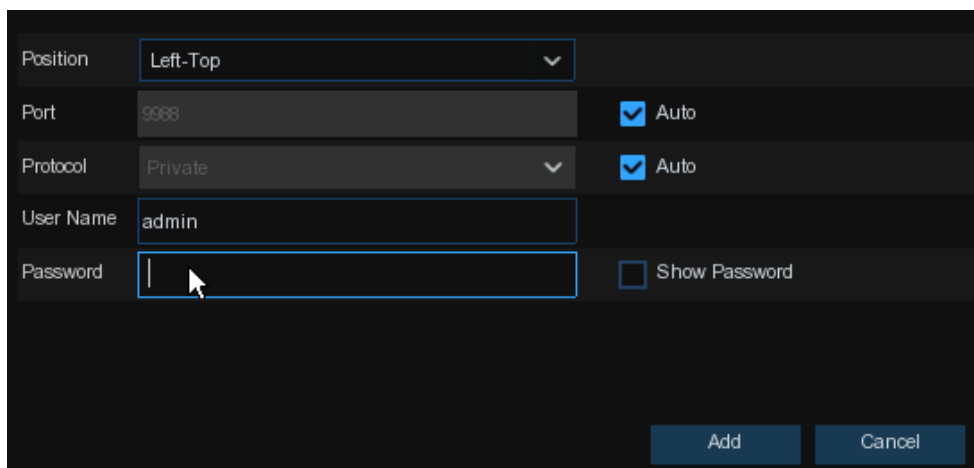 Position Left-Top
Port 9988 Auto
Protocol Private Auto
User Name admin
Password Show Password
Add Cancel